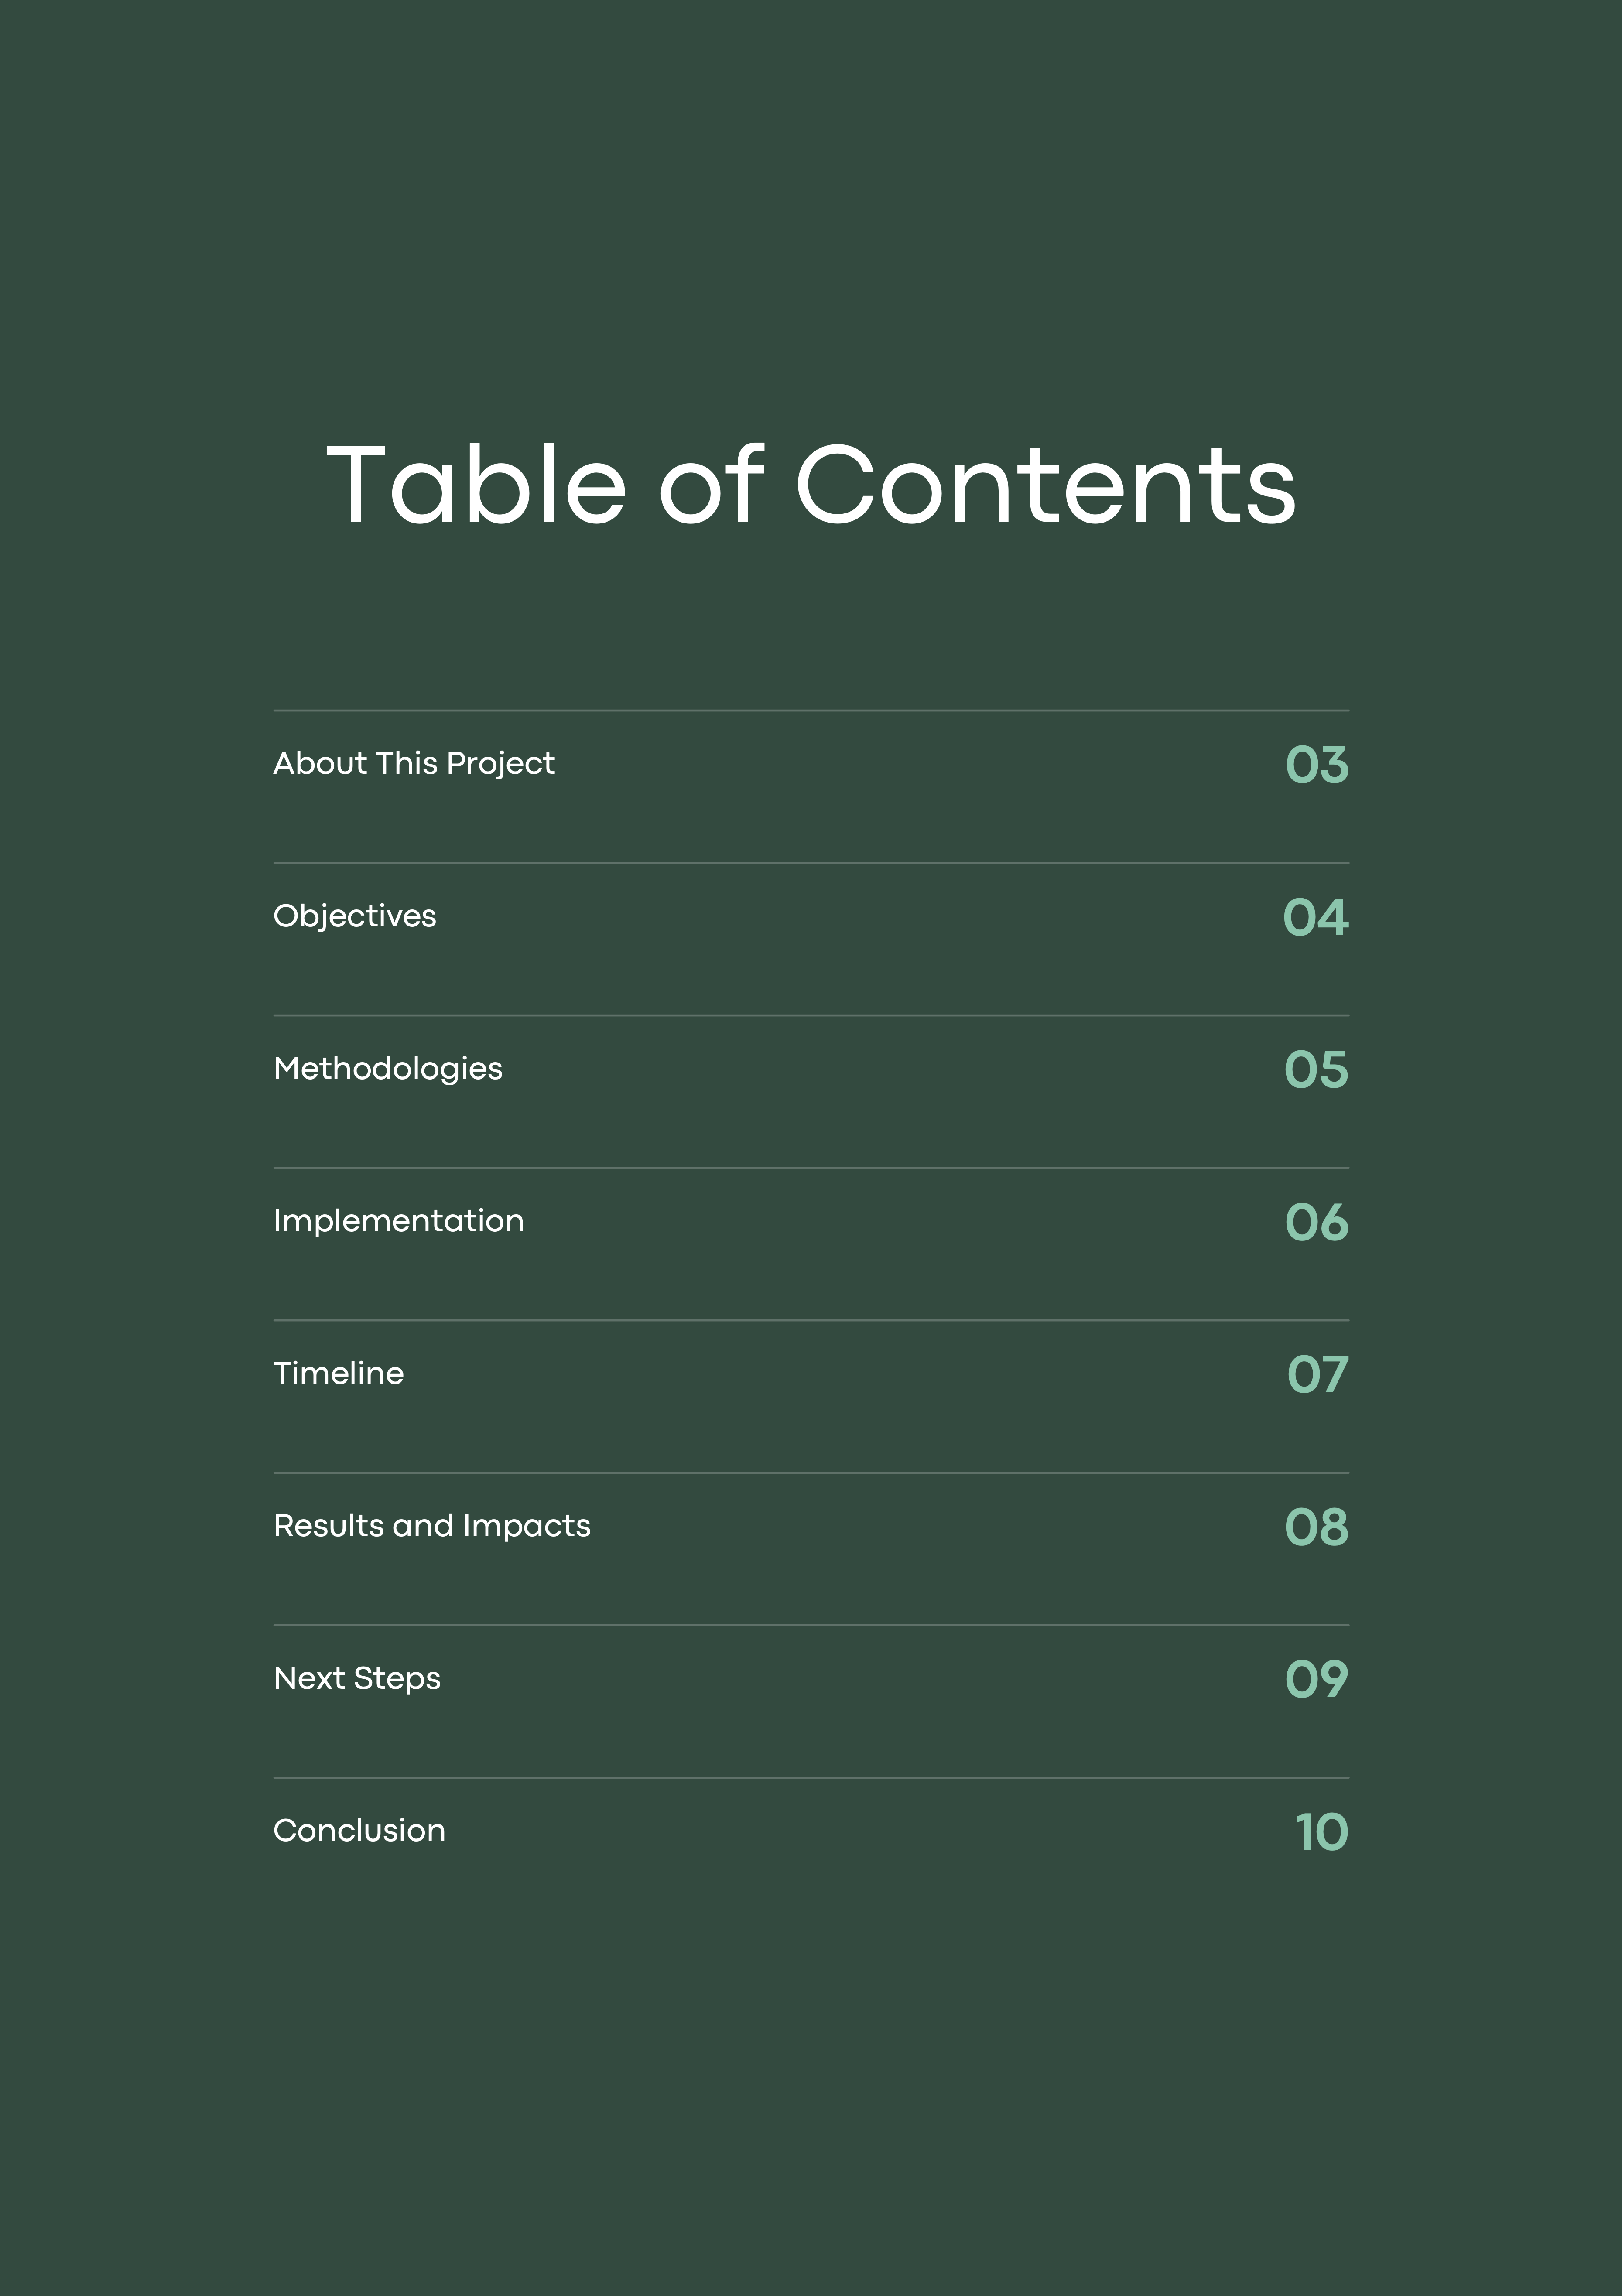 Table of Contents
About This Project 03
Objectives 04
Methodologies 05
Implementation 06
Timeline 07
Results and Impacts 08
Next Steps 09
Conclusion 10